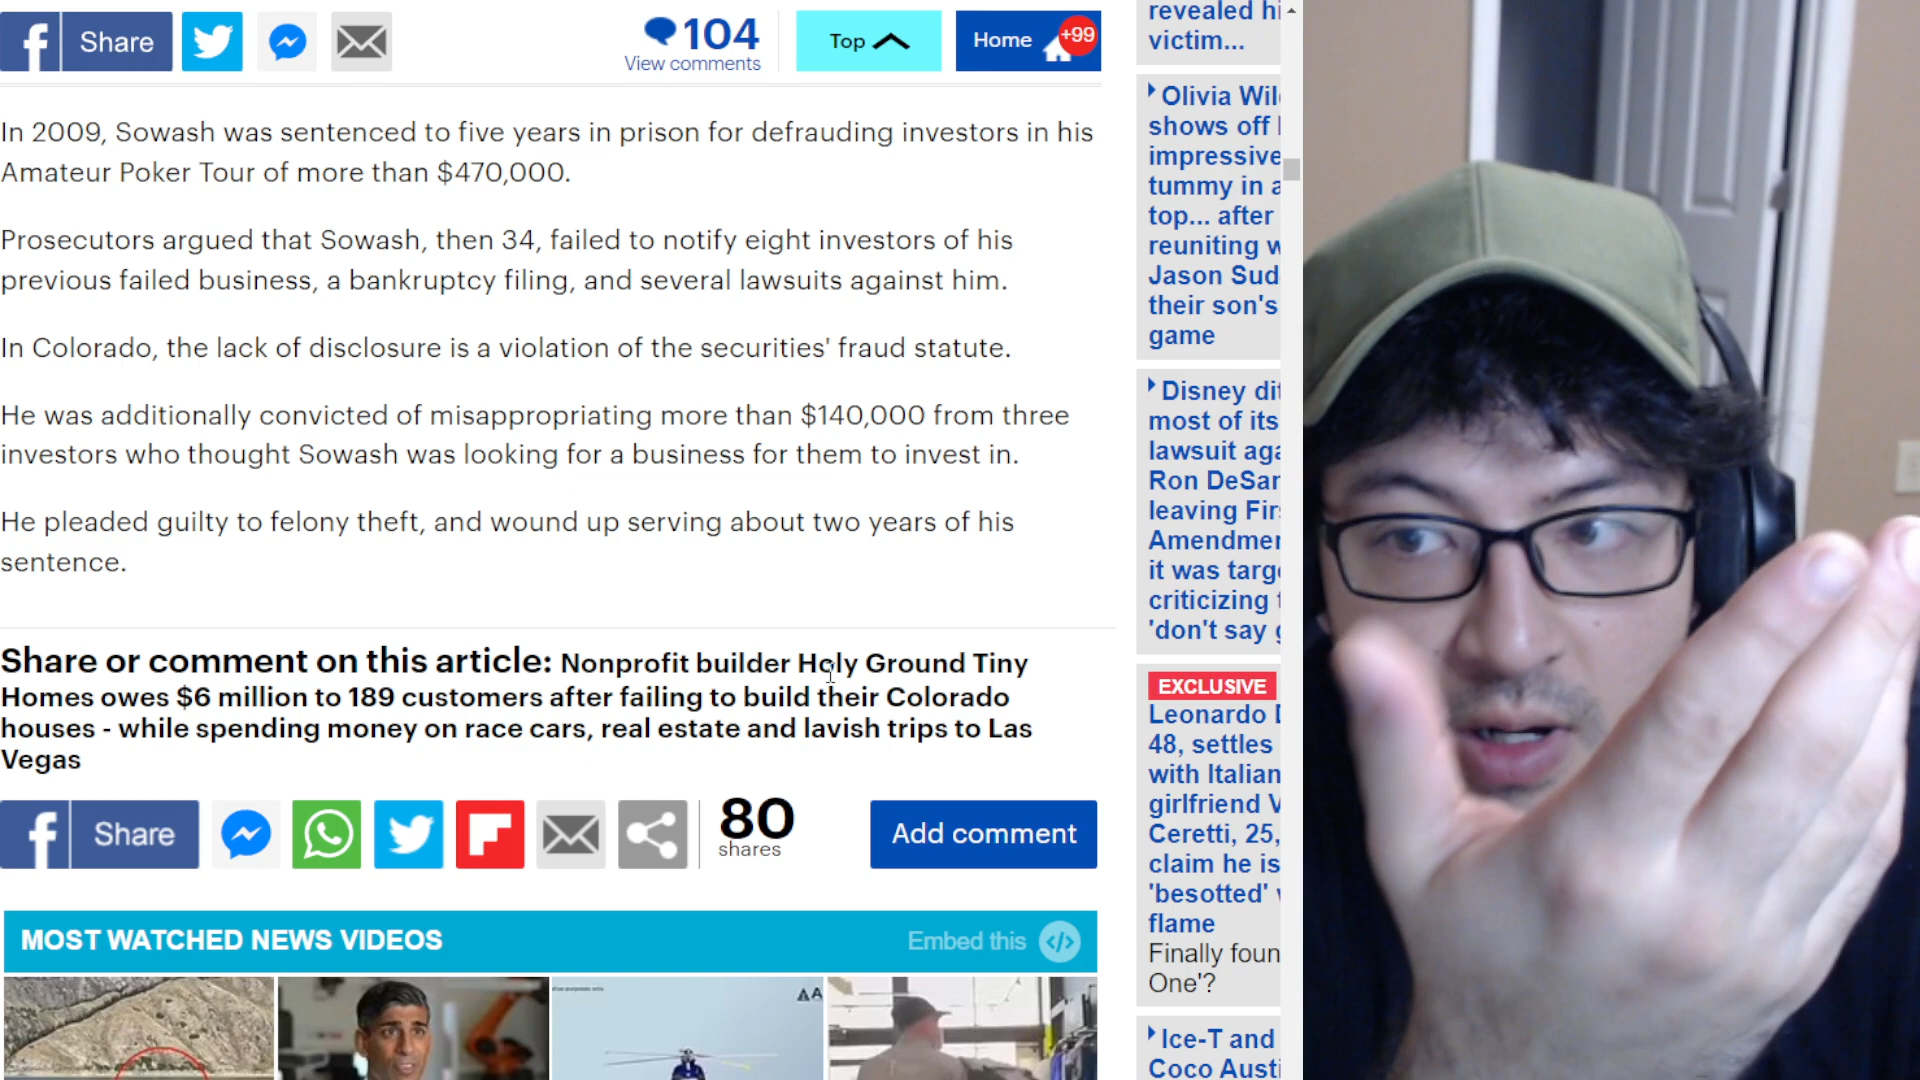 Share
104
View comments
Top
Home
+99
In 2009, Sowash was sentenced to five years in prison for defrauding investors in his
Amateur Poker Tour of more than $470,000.
Prosecutors argued that Sowash, then 34, failed to notify eight investors of his
previous failed business, a bankruptcy filing, and several lawsuits against him.
In Colorado, the lack of disclosure is a violation of the securities' fraud statute.
He was additionally convicted of misappropriating more than $140,000 from three
investors who thought Sowash was looking for a business for them to invest in.
He pleaded guilty to felony theft, and wound up serving about two years of his
sentence.
Share or comment on this article: Nonprofit builder Holy Ground Tiny
Homes owes $6 million to 189 customers after failing to build their Colorado
houses - while spending money on race cars, real estate and lavish trips to Las
Vegas
Share
80
shares
Add comment
MOST WATCHED NEWS VIDEOS
Embed this
revealed hi
victim...
Olivia Wil
shows off
impressive
tummy in a
top... after
reuniting w
Jason Sud
their son's
game
Disney dit
most of its
lawsuit aga
Ron DeSan
leaving Fir
Amendmen
it was targ
criticizing
'don't say g
EXCLUSIVE
Leonardo D
48, settles
with Italian
girlfriend V
Ceretti, 25,
claim he is
'besotted'
flame
Finally foun
One'?
Ice-T and
Coco Austi